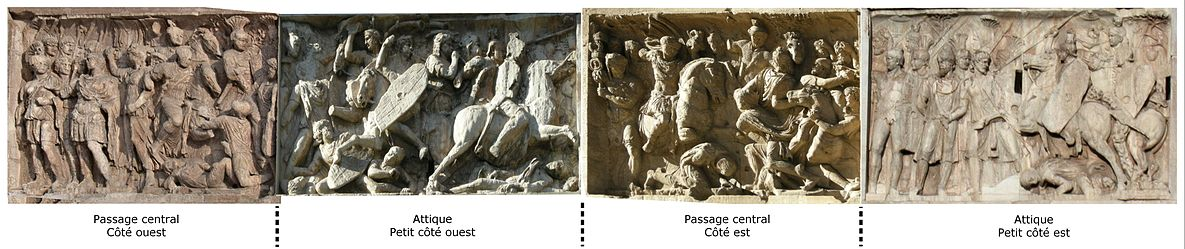 Passage central
Côté ouest
Attique
Petit côté ouest
Passage central
Côté est
Attique
Petit côté est